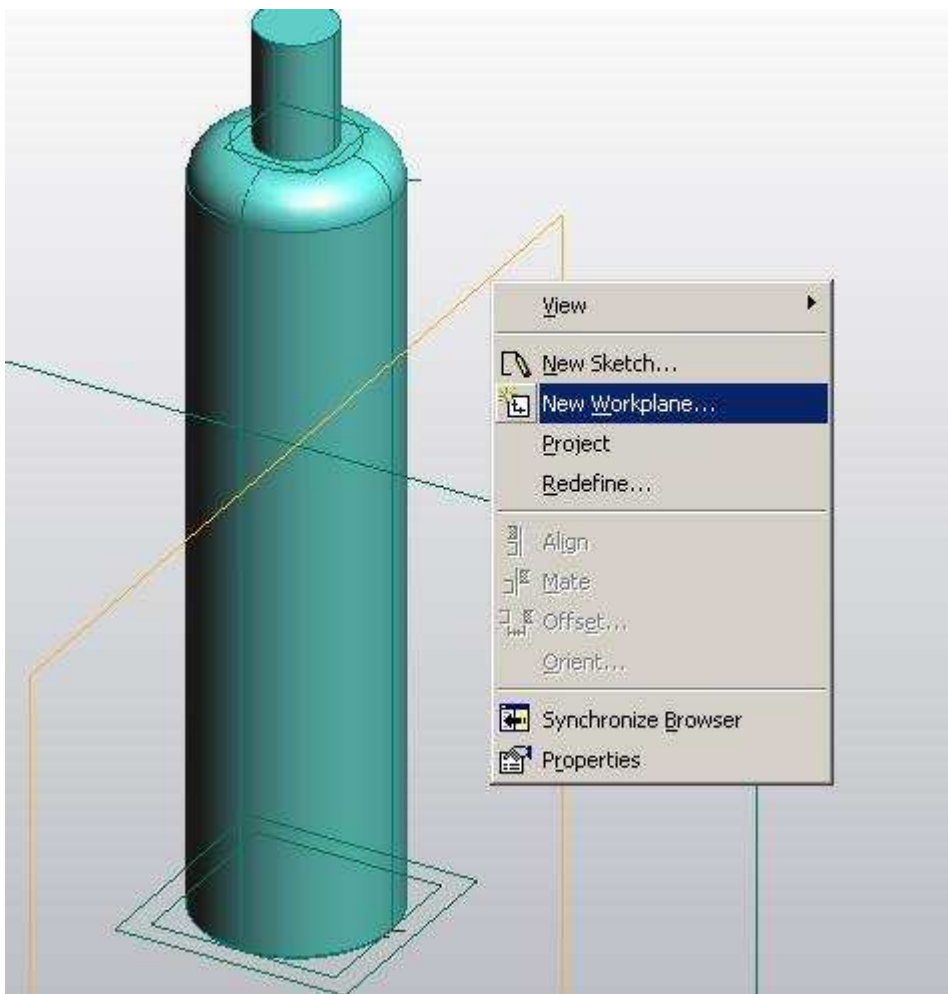 View
New Sketch...
New Workplane...
Project
Redefine...
Align
Mate
Offset...
Orient...
Synchronize Browser
Properties